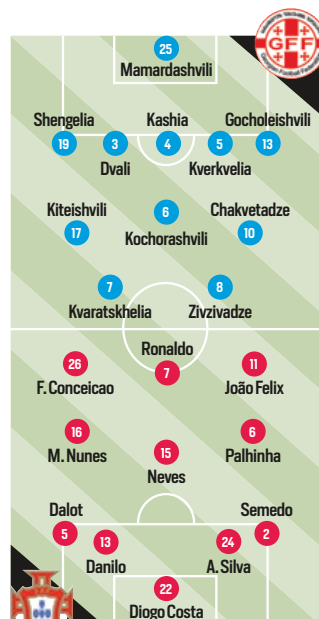 GFF
25
Mamardashvili
Shengelia Kashia Gocholeishvili
19 3 4 5 13
Dvali Kverkvelia
Kiteishvili 6 Chakvetadze
17 Kochorashvili 10
7 8
Kvaratskhelia Zivzivadze
Ronaldo
26 7 11
F. Conceicao João Felix
16 6
M. Nunes 15 Palhinha
Neves
Dalot Semedo
5 13 24 2
Danilo A. Silva
22
Diogo Costa